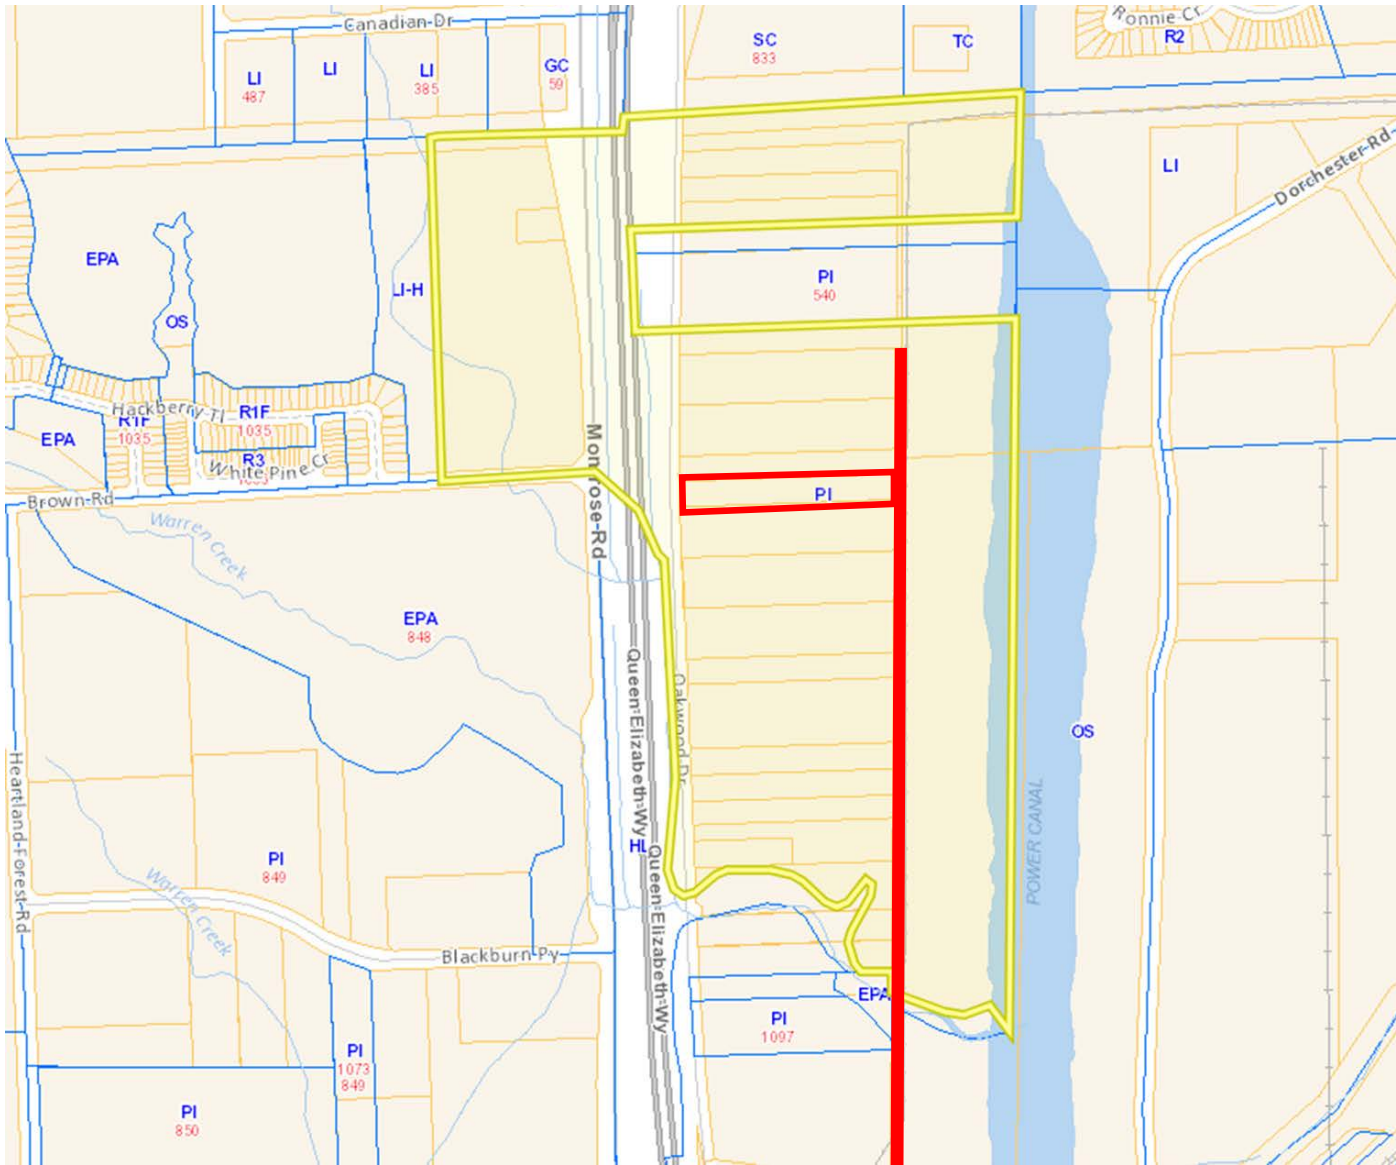 Canadian Dr
Ronnie Cr
R2
SC
833
TC
GC
59
LI
487
LI
LI
385
LI
Dorchester Rd
EPA
PI
540
LI-H
OS
Hackberry Tl
R1F
1035
R1F
1035
EPA
R3
White Pine Cr
Monrose Rd
Brown Rd
PI
Warren Creek
EPA
848
Queen Elizabeth Wy
Oakwood Dr
OS
Heartland Forest Rd
POWER CANAL
HL
PI
849
Queen Elizabeth Wy
Warren Creek
Blackburn Py
EPA
PI
1097
PI
1073
849
PI
850